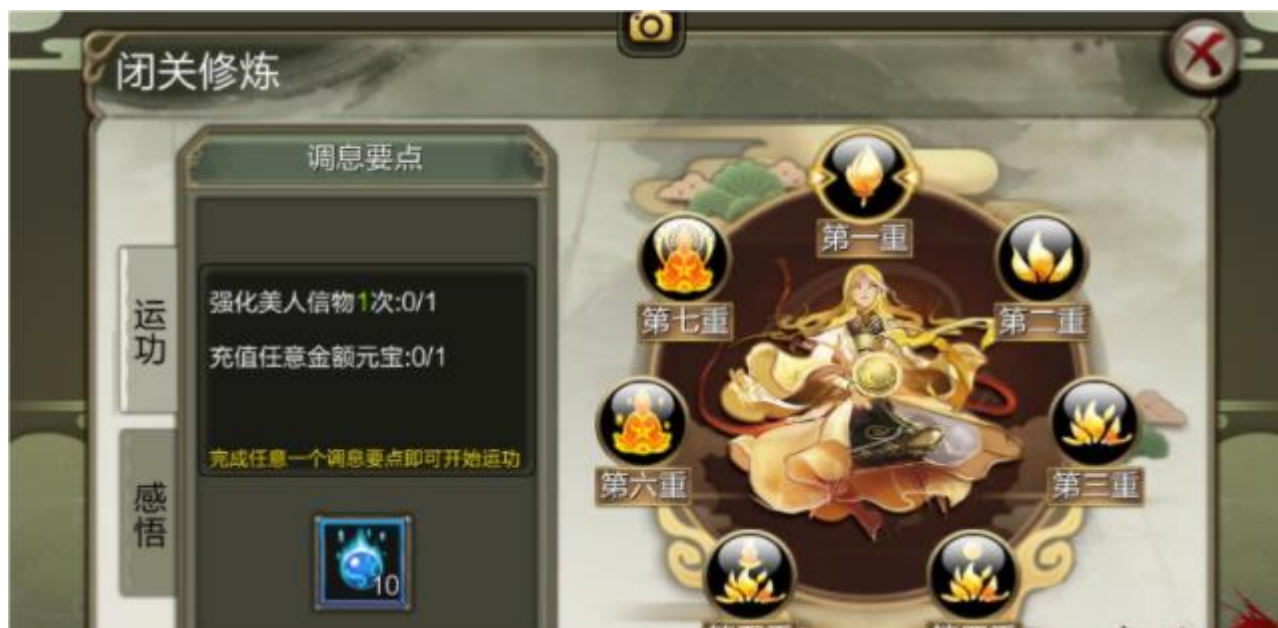 闭关修炼
调息要点
运功
感悟
强化美人信物1次:0/1
充值任意金额元宝:0/1
完成任意一个调息要点即可开始运功
10
第一重
第二重
第三重
第六重
第七重